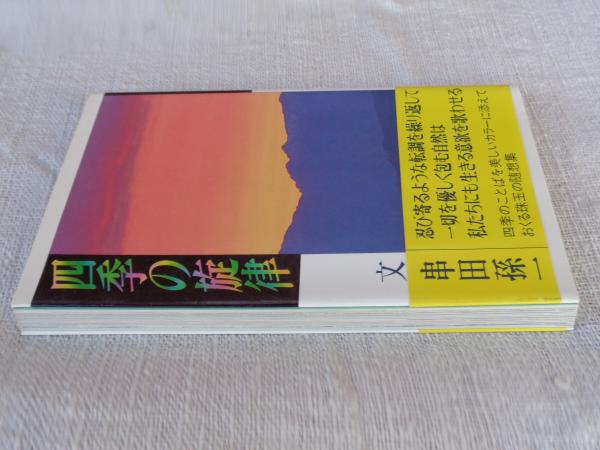 四季の旋律
文
忍び寄るような転調を繰り返して
一切を優しく包む自然は
私たちにも生きる意欲を歌わせる
四季のことばを美しいカラーに添えて
おくる珠玉の随想集
串田孫一